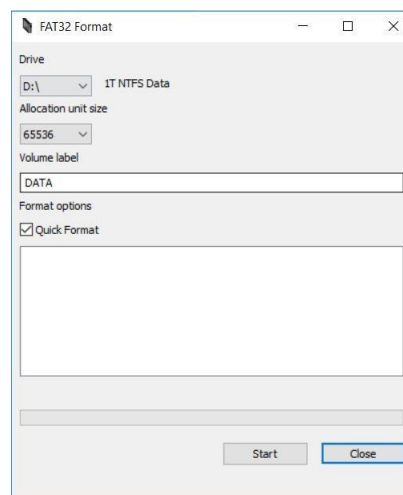 FAT32 Format
Drive
D:\ 1T NTFS Data
Allocation unit size
65536
Volume label
DATA
Format options
Quick Format
Start Close